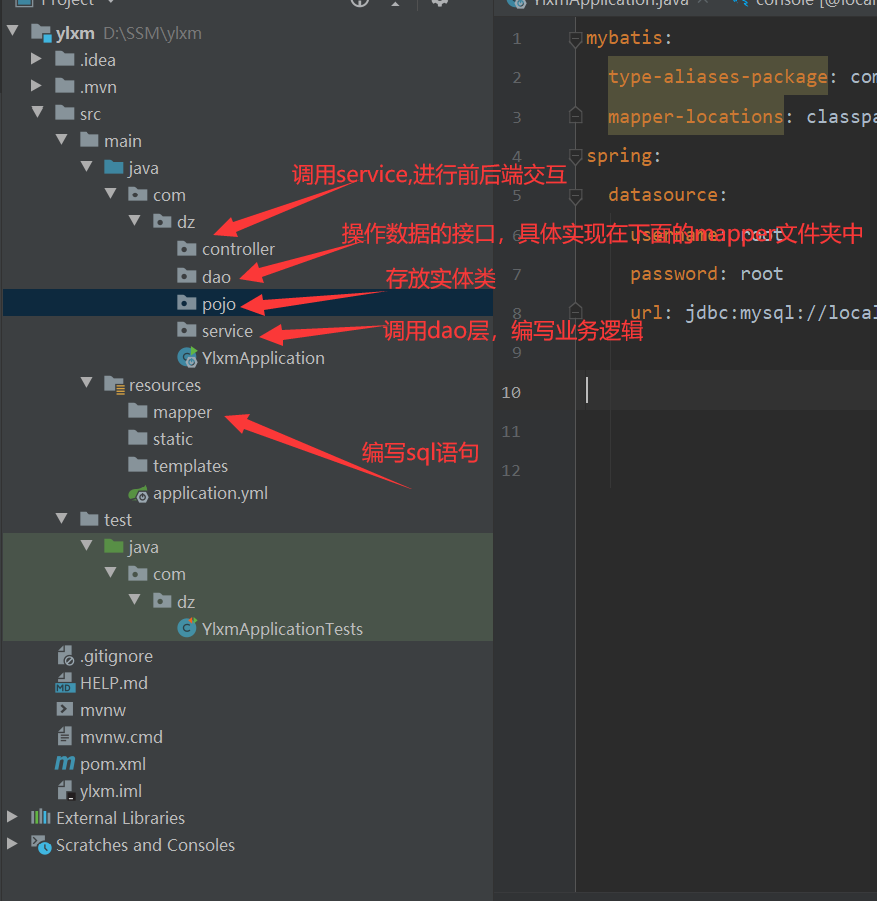 Project
ylxm D:\SSM\ylxm
.idea
.mvn
src
main
java
com
dz
controller
dao
pojo
service
YlxmApplication
resources
mapper
static
templates
application.yml
test
java
com
dz
YlxmApplicationTests
.gitignore
HELP.md
mvnw
mvnw.cmd
pom.xml
ylxm.iml
External Libraries
Scratches and Consoles
调用service,进行前后端交互
操作数据的接口，具体实现在下面的mapper文件夹中
存放实体类
调用dao层，编写业务逻辑
编写sql语句
YlxmApplication.java
console
1 mybatis:
2 type-aliases-package:
3 mapper-locations:
4 spring:
5 datasource:
6 username: root
7 password: root
8 url: jdbc:mysql://local
9
10
11
12